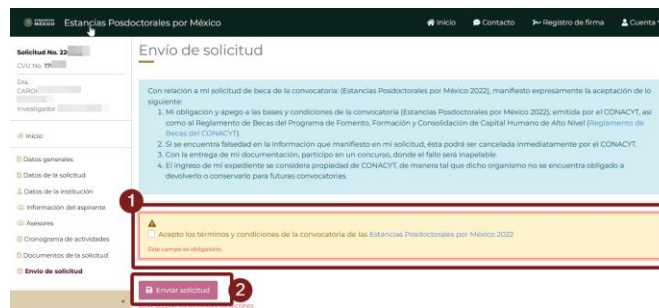 Estancias Posdoctorales por México
Inicio
Contacto
Registro de firma
Cuenta
Solicitud No. 22
CVU No.
Dra.
CARO
Investigador
Inicio
Datos generales
Datos de la solicitud
Datos de la institución
Información del aspirante
Asesores
Cronograma de actividades
Documentos de la solicitud
Envío de solicitud
«
Envío de solicitud
Con relación a mi solicitud de beca de la convocatoria: (Estancias Posdoctorales por México 2022), manifiesto expresamente la aceptación de lo
siguiente:
1. Mi obligación y apego a las bases y condiciones de la convocatoria (Estancias Posdoctorales por México 2022), emitida por el CONACYT, así
como al Reglamento de Becas del Programa de Fomento, Formación y Consolidación de Capital Humano de Alto Nivel (Reglamento de
Becas del CONACYT).
2. Si se encuentra falsedad en la información que manifiesto en mi solicitud, ésta podrá ser cancelada inmediatamente por el CONACYT.
3. Con la entrega de mi documentación, participo en un concurso, donde el fallo será inapelable.
4. El ingreso de mi expediente se considera propiedad de CONACYT, de manera tal que dicho organismo no se encuentra obligado a
devolverlo o conservarlo para futuras convocatorias.
1
Acepto los términos y condiciones de la convocatoria de las Estancias Posdoctorales por México 2022
Este campo es obligatorio.
Enviar solicitud
2